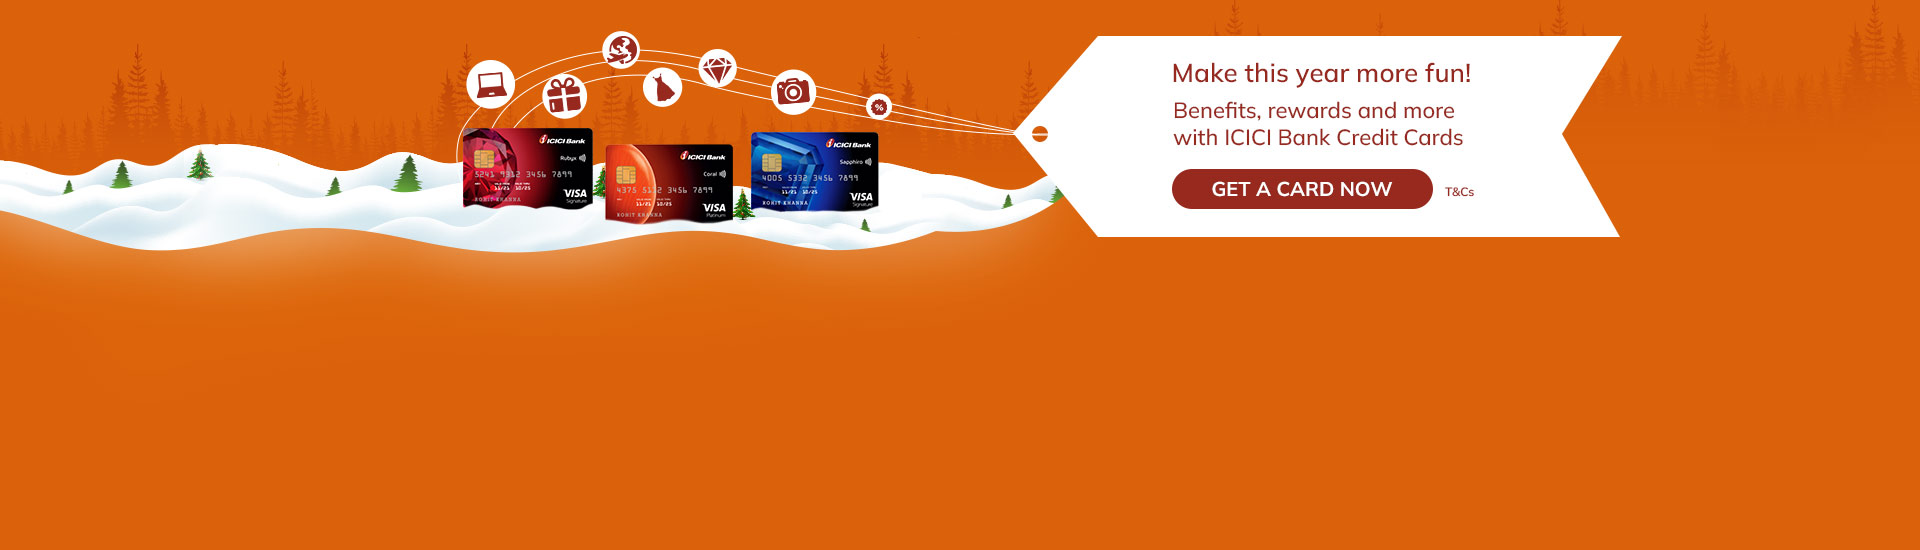 ICICI Bank
Rubyx
5241 9312 3456 7899
11/21 10/25
ROHIT KHANNA
VISA
Signature
ICICI Bank
Coral
4375 5132 3456 7899
11/21 10/25
ROHIT KHANNA
VISA
Platinum
ICICI Bank
Sapphiro
4005 5332 3456 7899
11/21 10/25
ROHIT KHANNA
VISA
Signature
%
Make this year more fun!
Benefits, rewards and more
with ICICI Bank Credit Cards
GET A CARD NOW
T&Cs